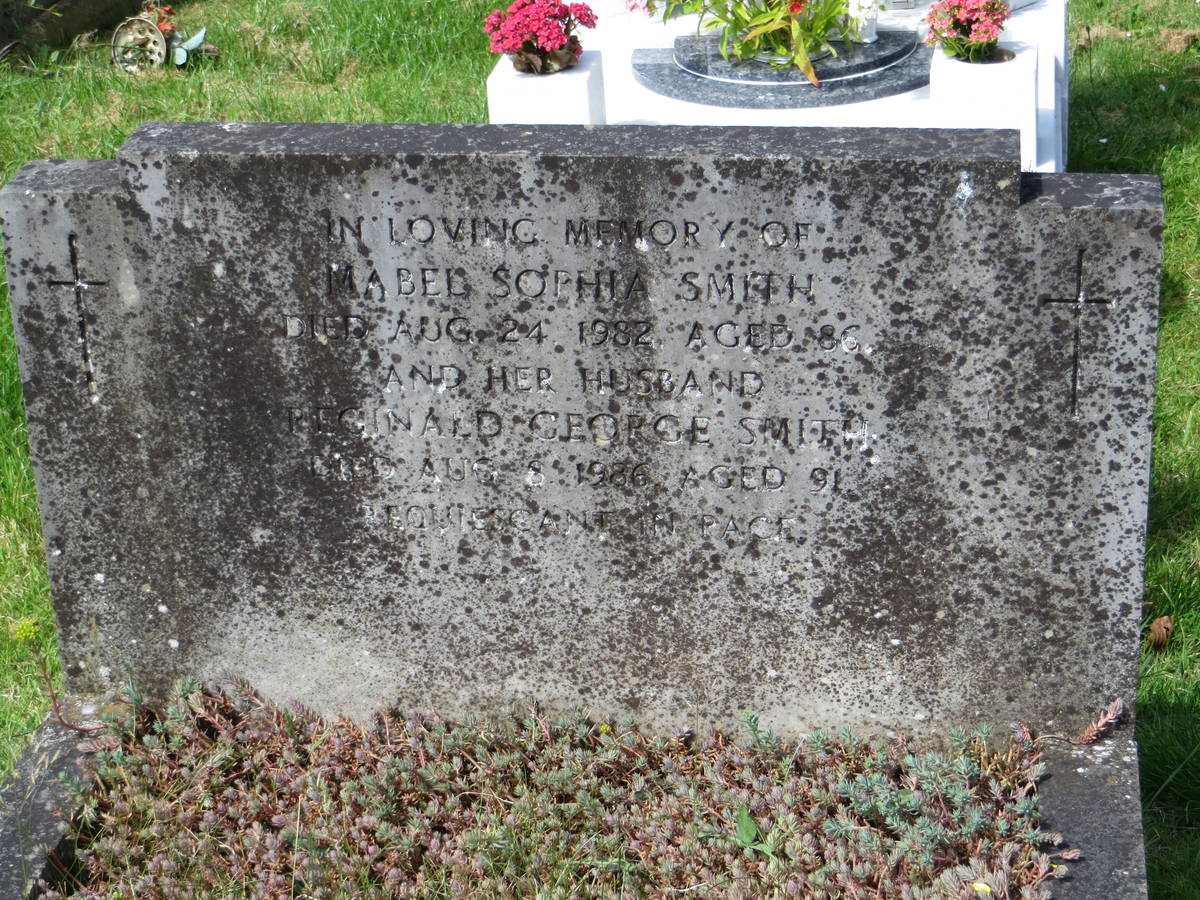 IN LOVING MEMORY OF
MABEL SOPHIA SMITH
DIED AUG. 24. 1982. AGED 86.
AND HER HUSBAND
REGINALD GEORGE SMITH
DIED AUG. 8. 1986. AGED 91.
REQUIESCANT IN PACE.